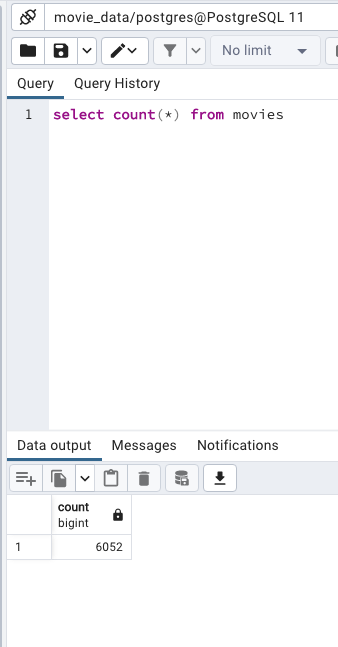 movie_data/postgres@PostgreSQL 11
No limit
Query Query History
1 select count(*) from movies
Data output Messages Notifications
count
bigint
1 6052